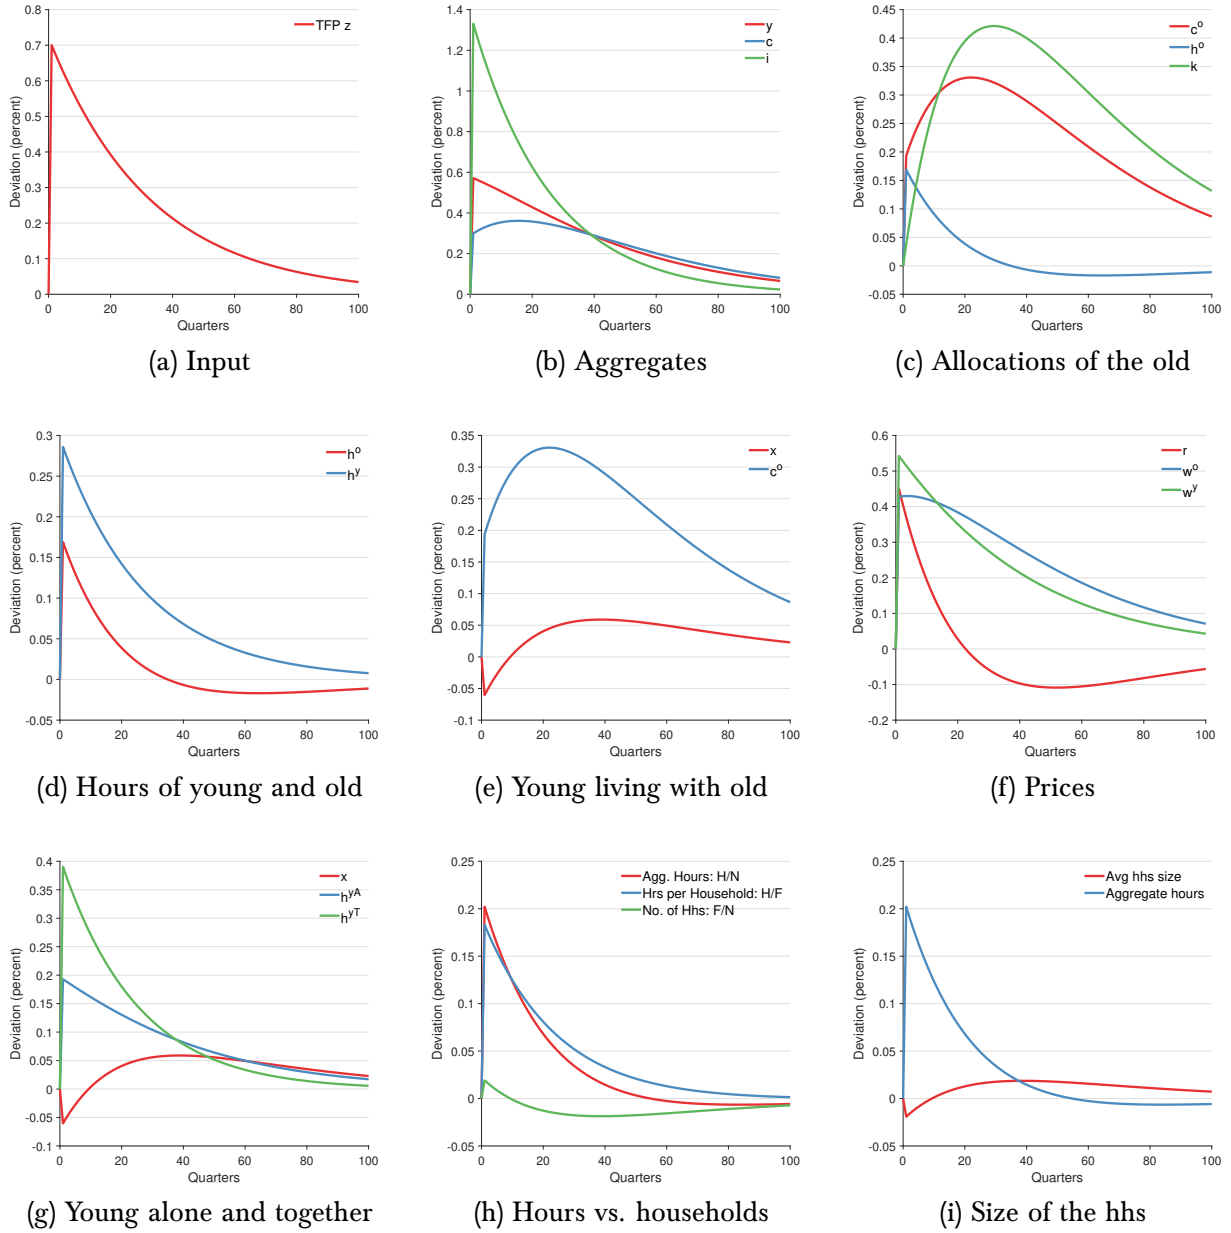 TFP z
Deviation (percent)
0.8
0.7
0.6
0.5
0.4
0.3
0.2
0.1
0
0 20 40 60 80 100
Quarters
(a) Input
y
c
i
Deviation (percent)
1.4
1.2
1
0.8
0.6
0.4
0.2
0
0 20 40 60 80 100
Quarters
(b) Aggregates
c^o
h^o
k
Deviation (percent)
0.45
0.4
0.35
0.3
0.25
0.2
0.15
0.1
0.05
0
-0.05
0 20 40 60 80 100
Quarters
(c) Allocations of the old
h^o
h^y
Deviation (percent)
0.3
0.25
0.2
0.15
0.1
0.05
0
-0.05
0 20 40 60 80 100
Quarters
(d) Hours of young and old
x
c^o
Deviation (percent)
0.35
0.3
0.25
0.2
0.15
0.1
0.05
0
-0.05
-0.1
0 20 40 60 80 100
Quarters
(e) Young living with old
r
w^o
w^y
Deviation (percent)
0.6
0.5
0.4
0.3
0.2
0.1
0
-0.1
-0.2
0 20 40 60 80 100
Quarters
(f) Prices
x
h^yA
h^yT
Deviation (percent)
0.4
0.35
0.3
0.25
0.2
0.15
0.1
0.05
0
-0.05
-0.1
0 20 40 60 80 100
Quarters
(g) Young alone and together
Agg. Hours: H/N
Hrs per Household: H/F
No. of Hhs: F/N
Deviation (percent)
0.25
0.2
0.15
0.1
0.05
0
-0.05
0 20 40 60 80 100
Quarters
(h) Hours vs. households
Avg hhs size
Aggregate hours
Deviation (percent)
0.25
0.2
0.15
0.1
0.05
0
-0.05
0 20 40 60 80 100
Quarters
(i) Size of the hhs